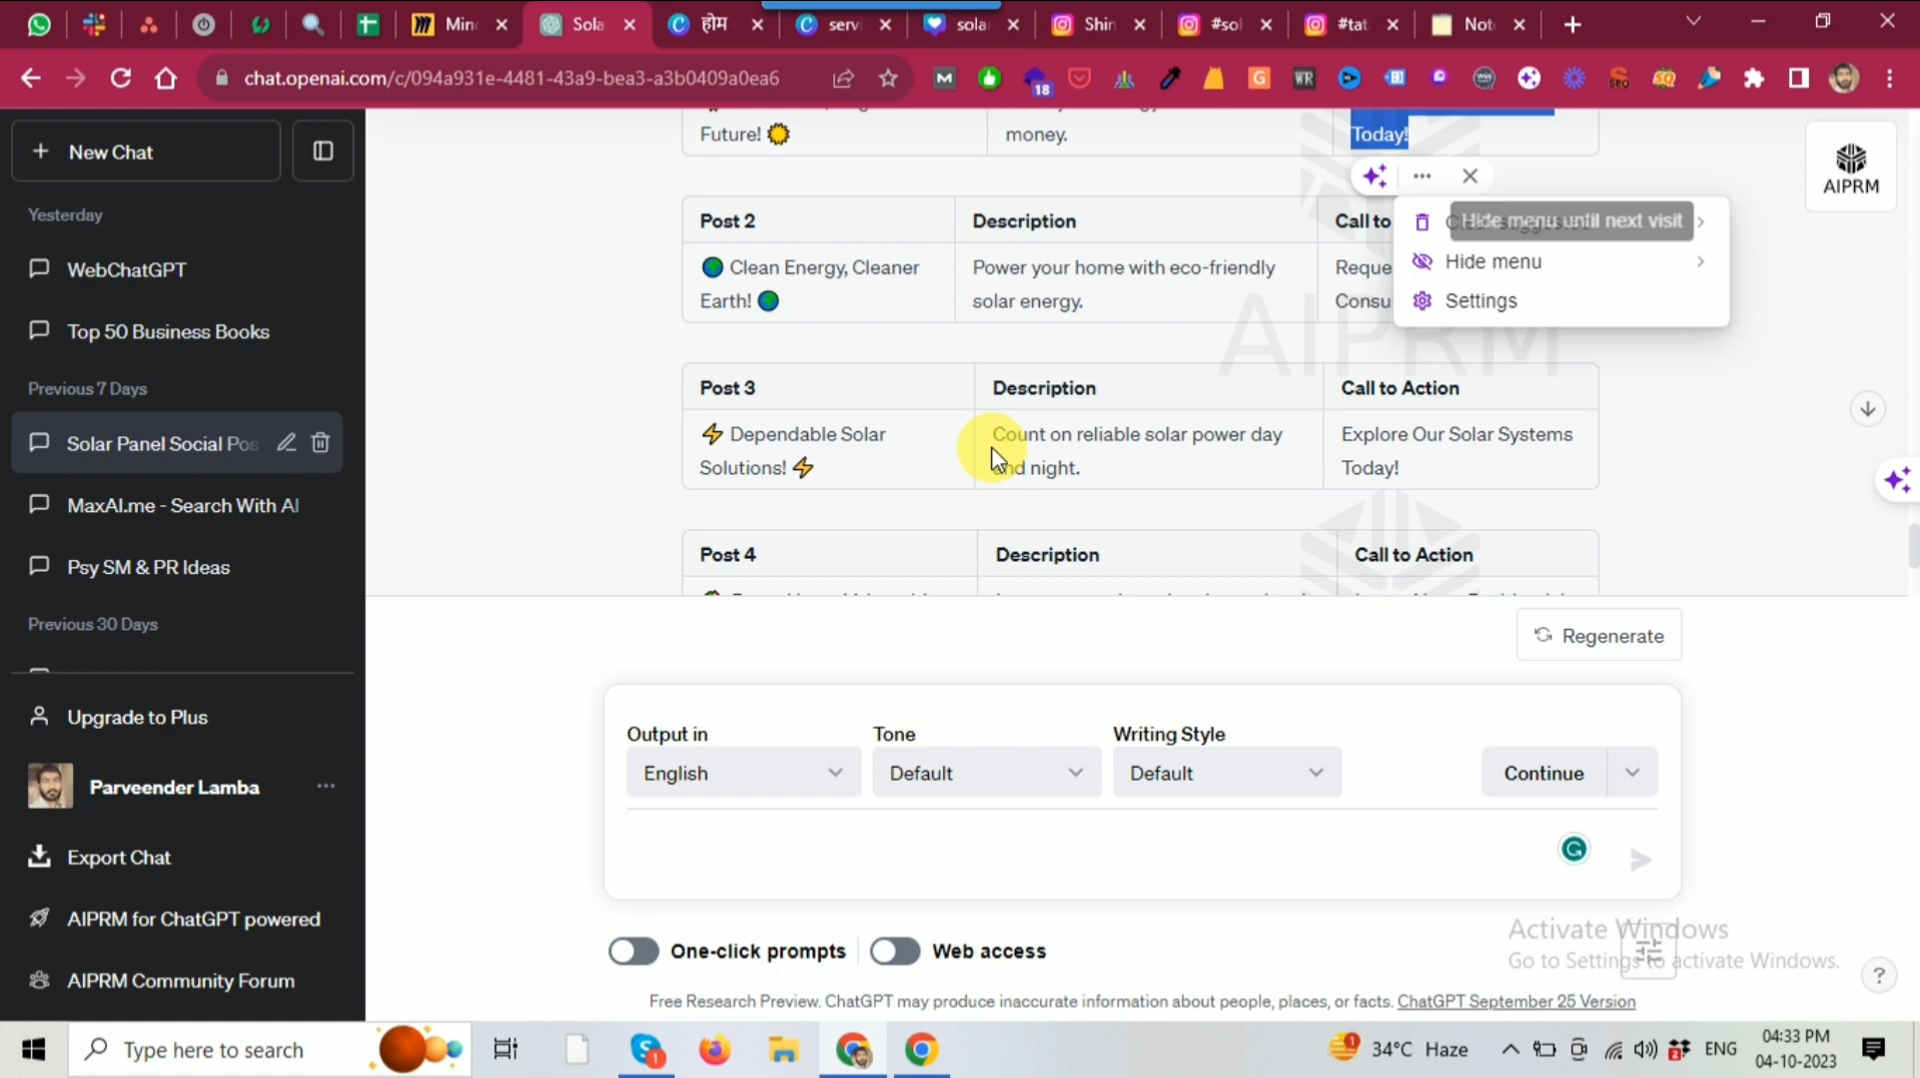 Min
Sola
होम
servi
sola
Shin
#sol
#tat
Not
chat.openai.com/c/094a931e-4481-43a9-bea3-a3b0409a0ea6
18
WR
SEO
New Chat
Yesterday
WebChatGPT
Top 50 Business Books
Previous 7 Days
Solar Panel Social Pos
MaxAI.me - Search With AI
Psy SM & PR Ideas
Previous 30 Days
Upgrade to Plus
Parveender Lamba
Export Chat
AIPRM for ChatGPT powered
AIPRM Community Forum
Future!
money.
Today!
AIPRM
Post 2 Description Call to
Clean Energy, Cleaner Earth!
Power your home with eco-friendly
solar energy.
Reque
Consu
Hide menu until next visit
Hide menu
Settings
AIPRM
Post 3 Description Call to Action
Dependable Solar
Solutions!
Count on reliable solar power day
and night.
Explore Our Solar Systems
Today!
Post 4 Description Call to Action
Regenerate
Output in Tone Writing Style
English Default Default Continue
One-click prompts Web access
Activate Windows
Go to Settings to activate Windows.
Free Research Preview. ChatGPT may produce inaccurate information about people, places, or facts. ChatGPT September 25 Version
Type here to search
34°C Haze
ENG
04:33 PM
04-10-2023